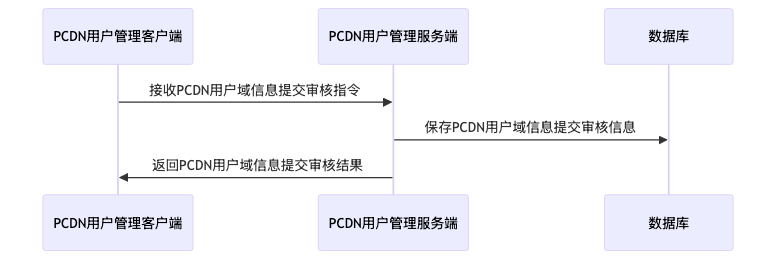 PCDN用户管理客户端
PCDN用户管理服务端
数据库
接收PCDN用户域信息提交审核指令
保存PCDN用户域信息提交审核信息
返回PCDN用户域信息提交审核结果
PCDN用户管理客户端
PCDN用户管理服务端
数据库